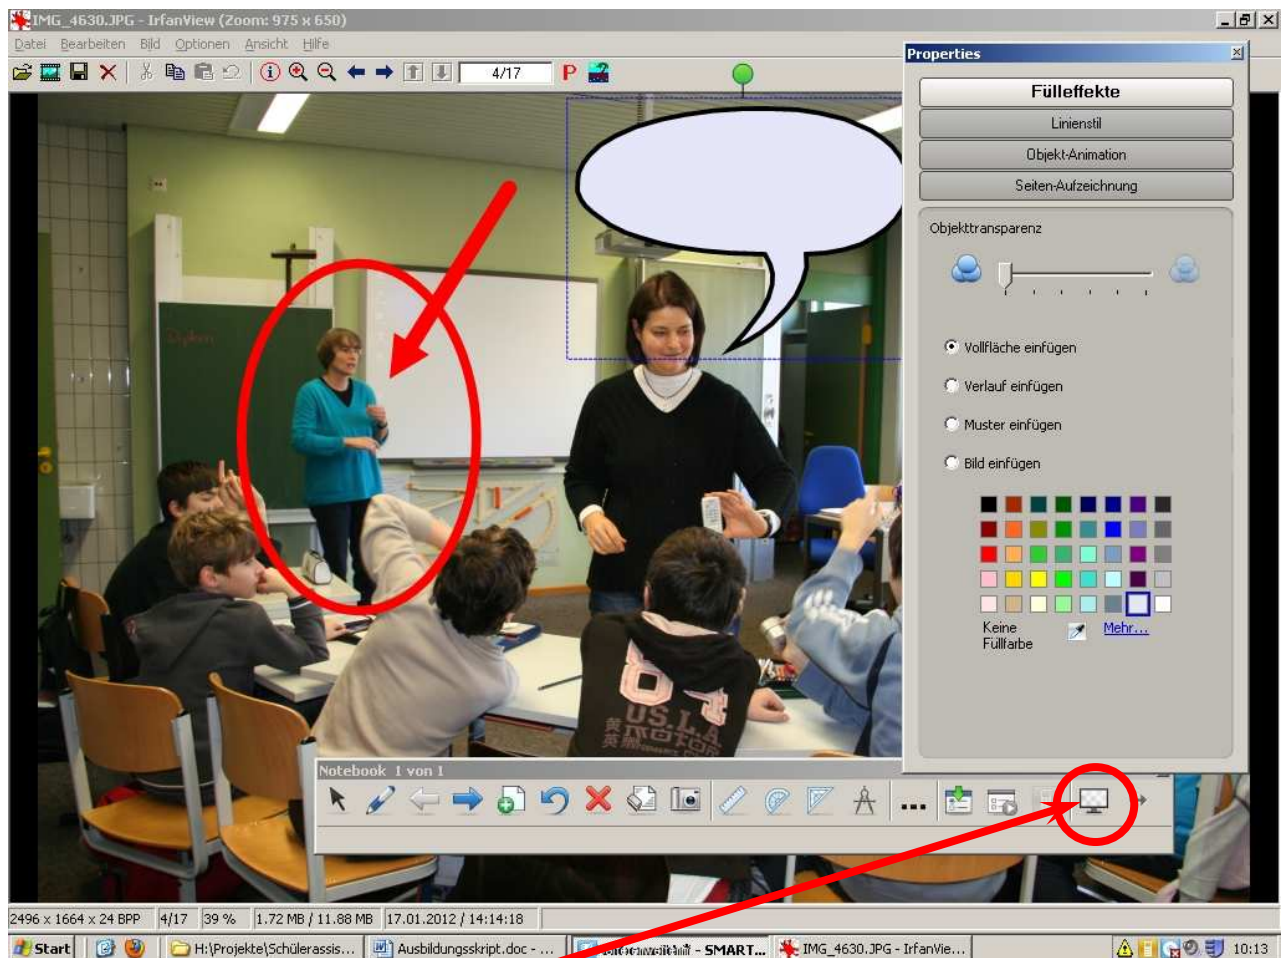 IMG_4630.JPG - IrfanView (Zoom: 975 x 650)
Datei Bearbeiten Bild Optionen Ansicht Hilfe
4/17
P
Properties
Fülleffekte
Linienstil
Objekt-Animation
Seiten-Aufzeichnung
Objekttransparenz
Vollfläche einfügen
Verlauf einfügen
Muster einfügen
Bild einfügen
Keine
Füllfarbe
Mehr...
U.S.L.A.
Notebook 1 von 1
...
2496 x 1664 x 24 BPP 4/17 39 % 1.72 MB / 11.88 MB 17.01.2012 / 14:14:18
Start H:\Projekte\Schülerassis... Ausbildungsskript.doc - ... - SMART... IMG_4630.JPG - IrfanVie... 10:13